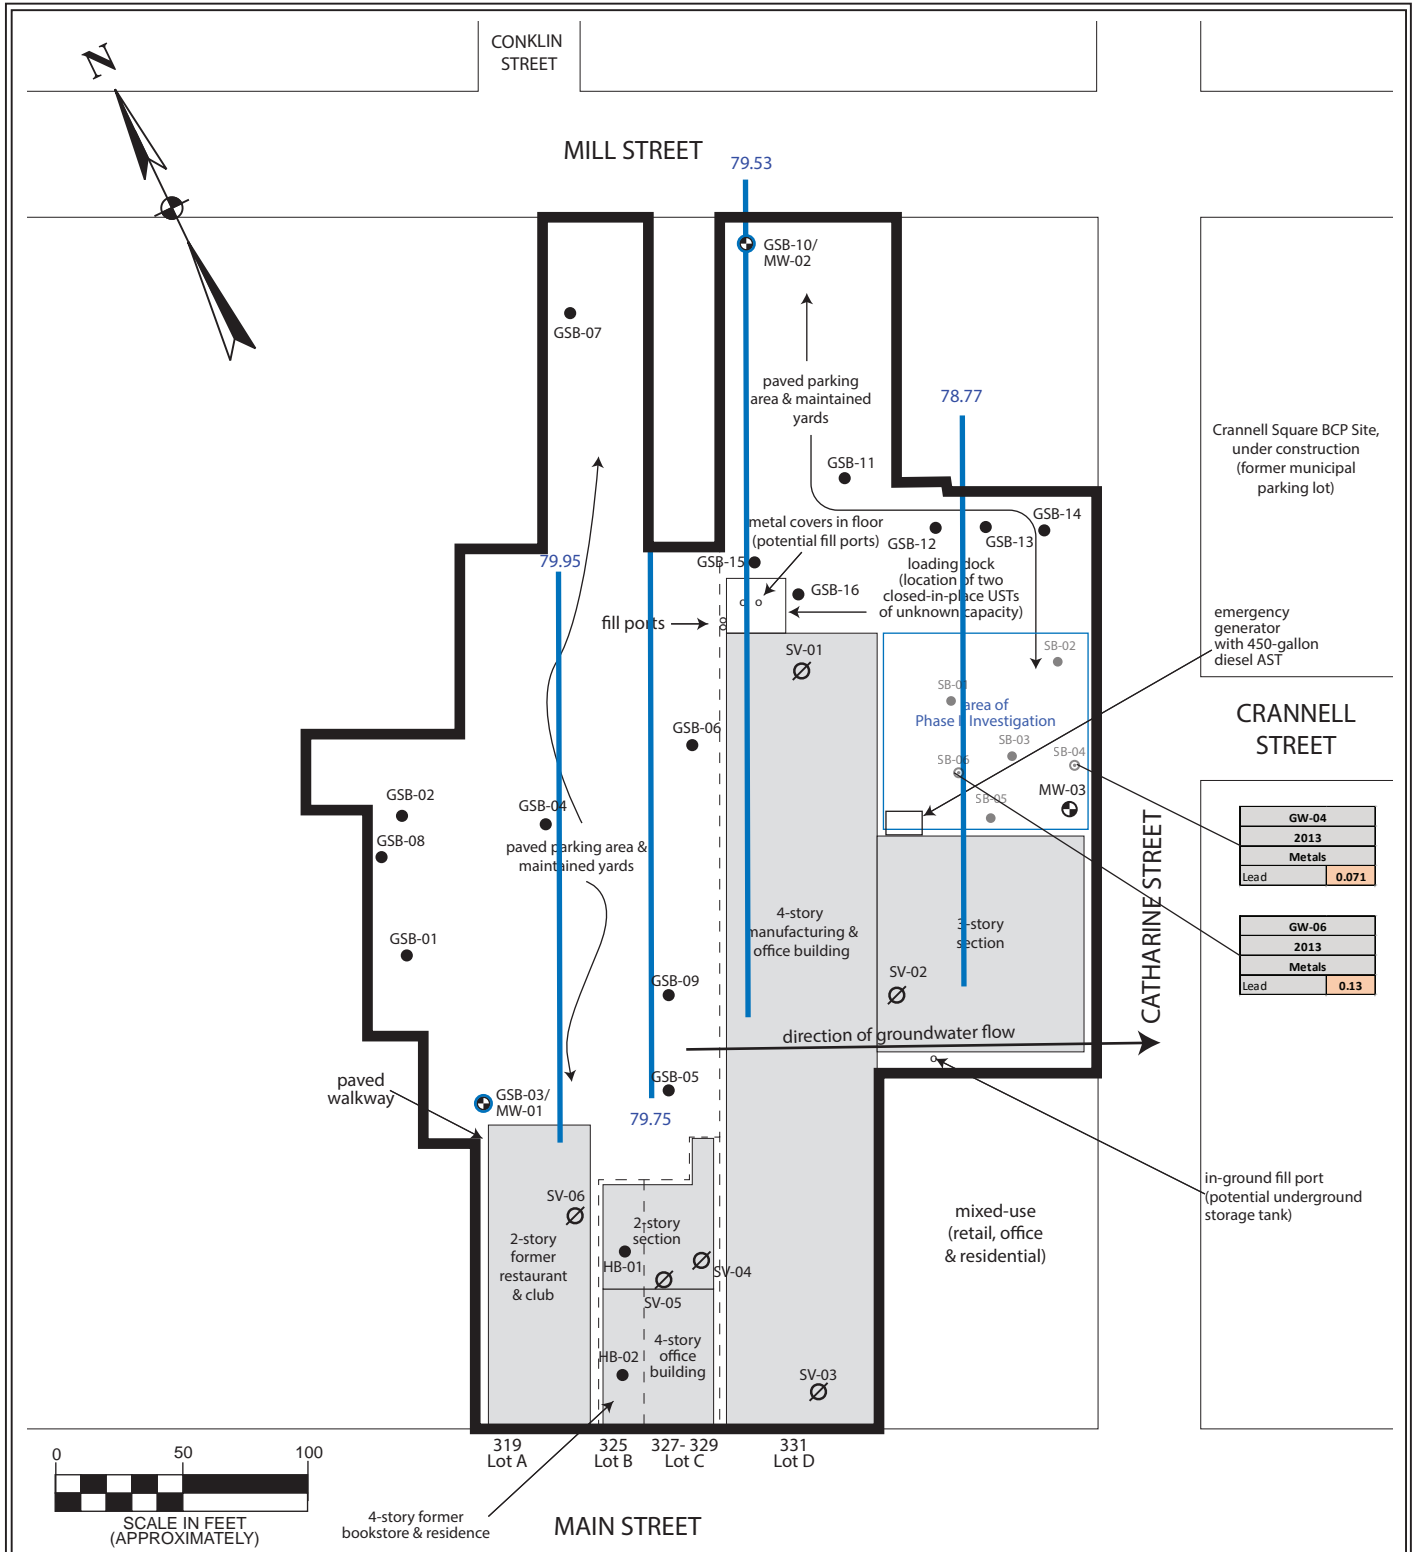 CONKLIN
STREET
N
MILL STREET
79.53
GSB-10/
MW-02
GSB-07
paved parking
area & maintained
yards
78.77
Crannell Square BCP Site,
under construction
(former municipal
parking lot)
GSB-11
GSB-14
metal covers in floor
(potential fill ports)
GSB-12
GSB-13
79.95
GSB-15
loading dock
(location of two
closed-in-place USTs
of unknown capacity)
GSB-16
fill ports
emergency
generator
with 450-gallon
diesel AST
SV-01
SB-02
SB-01
area of
Phase II Investigation
CRANNELL
STREET
GSB-06
SB-03
SB-04
SB-06
MW-03
SB-05
GSB-02
GSB-04
GSB-08
paved parking area &
maintained yards
GW-04
2013
Metals
Lead 0.071
CATHARINE STREET
4-story
manufacturing &
office building
3-story
section
GW-06
2013
Metals
Lead 0.13
GSB-01
GSB-09
SV-02
direction of groundwater flow
paved
walkway
GSB-05
GSB-03/
MW-01
79.75
in-ground fill port
(potential underground
storage tank)
SV-06
mixed-use
(retail, office
& residential)
2-story
section
2-story
former
restaurant
& club
HB-01
SV-04
SV-05
4-story
office
building
HB-02
SV-03
319
Lot A
325
Lot B
327- 329
Lot C
331
Lot D
0 50 100
SCALE IN FEET
(APPROXIMATELY)
4-story former
bookstore & residence
MAIN STREET